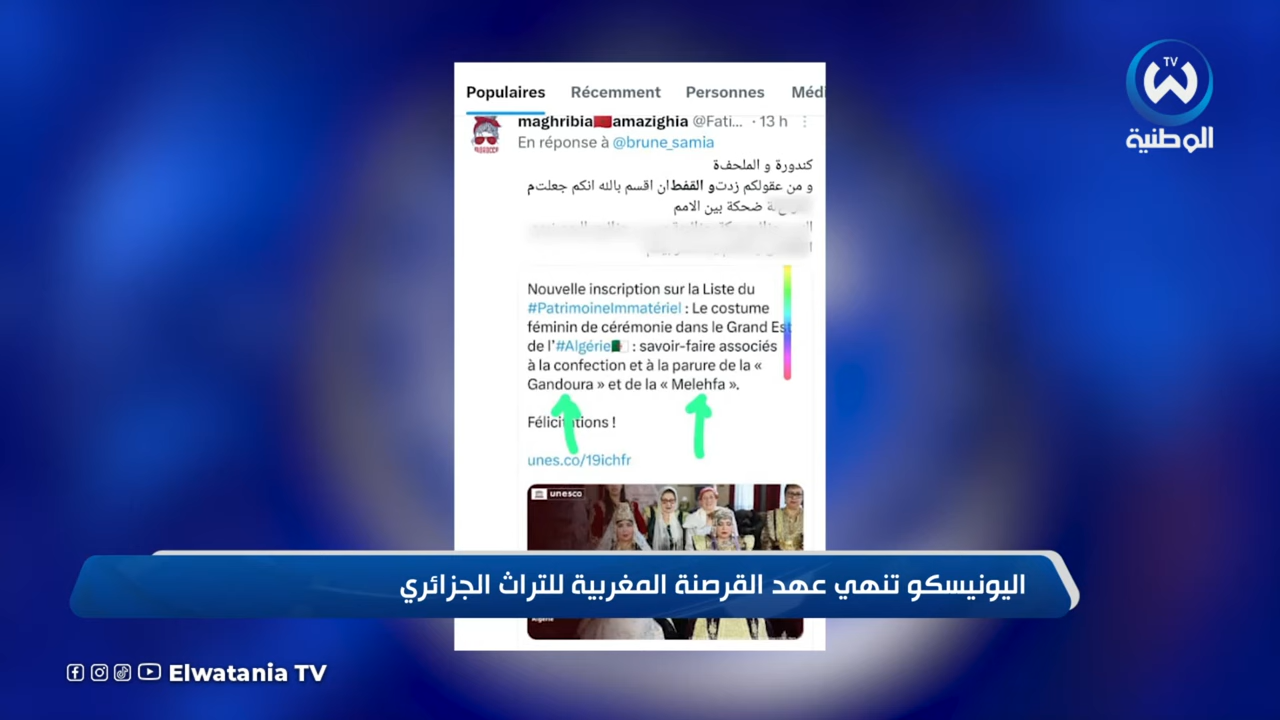 TV
الوطنية
Populaires Récemment Personnes Médi
maghribia🇲🇦amazighia @Fati... · 13 h
En réponse à @brune_samia
كندورة و الملحفة
و من عقولكم زدتو القفطان اقسم بالله انكم جعلتم
ضحكة بين الامم
Nouvelle inscription sur la Liste du
#PatrimoineImmatériel : Le costume
féminin de cérémonie dans le Grand Est
de l’#Algérie🇩🇿 : savoir-faire associés
à la confection et à la parure de la «
Gandoura » et de la « Melehfa ».
Félicitations !
unes.co/19ichfr
unesco
اليونيسكو تنهي عهد القرصنة المغربية للتراث الجزائري
Algérie
Elwatania TV